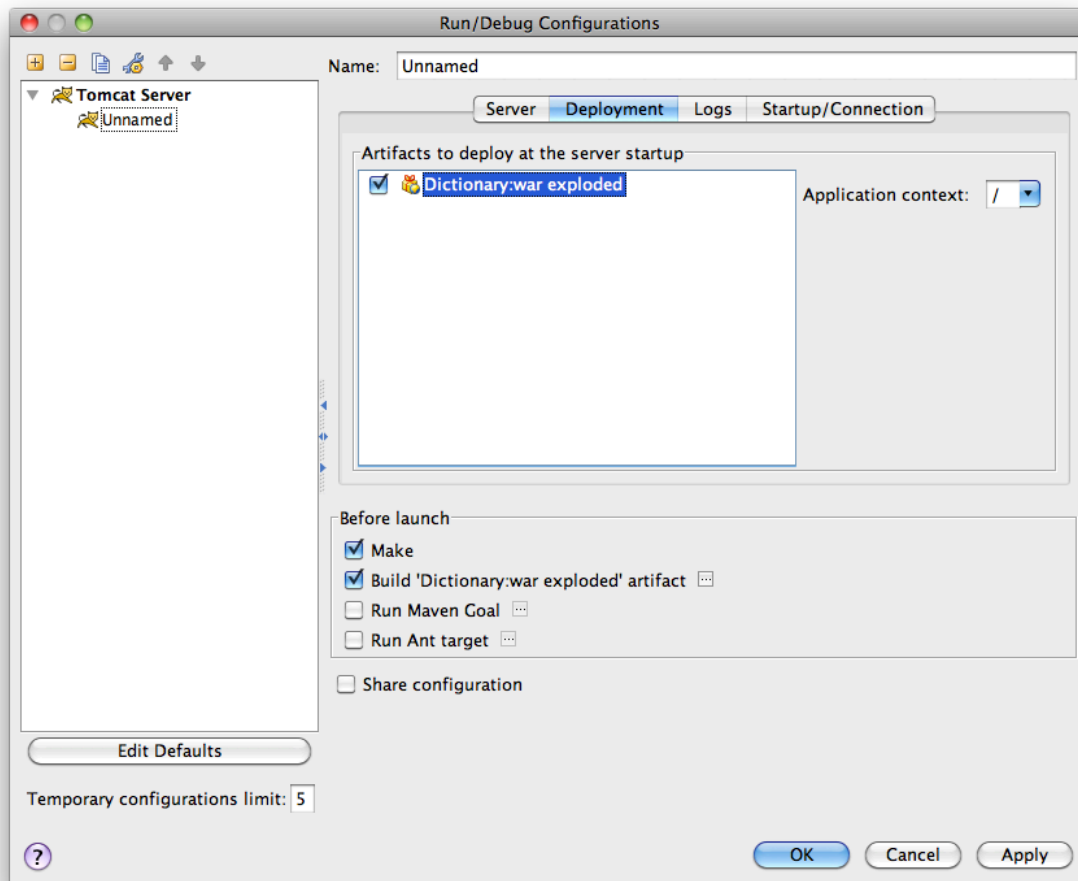 Run/Debug Configurations
Name: Unnamed
Tomcat Server
Unnamed
Server Deployment Logs Startup/Connection
Artifacts to deploy at the server startup
Dictionary:war exploded
Application context: /
Before launch
Make
Build 'Dictionary:war exploded' artifact ...
Run Maven Goal ...
Run Ant target ...
Share configuration
Edit Defaults
Temporary configurations limit: 5
?
OK Cancel Apply